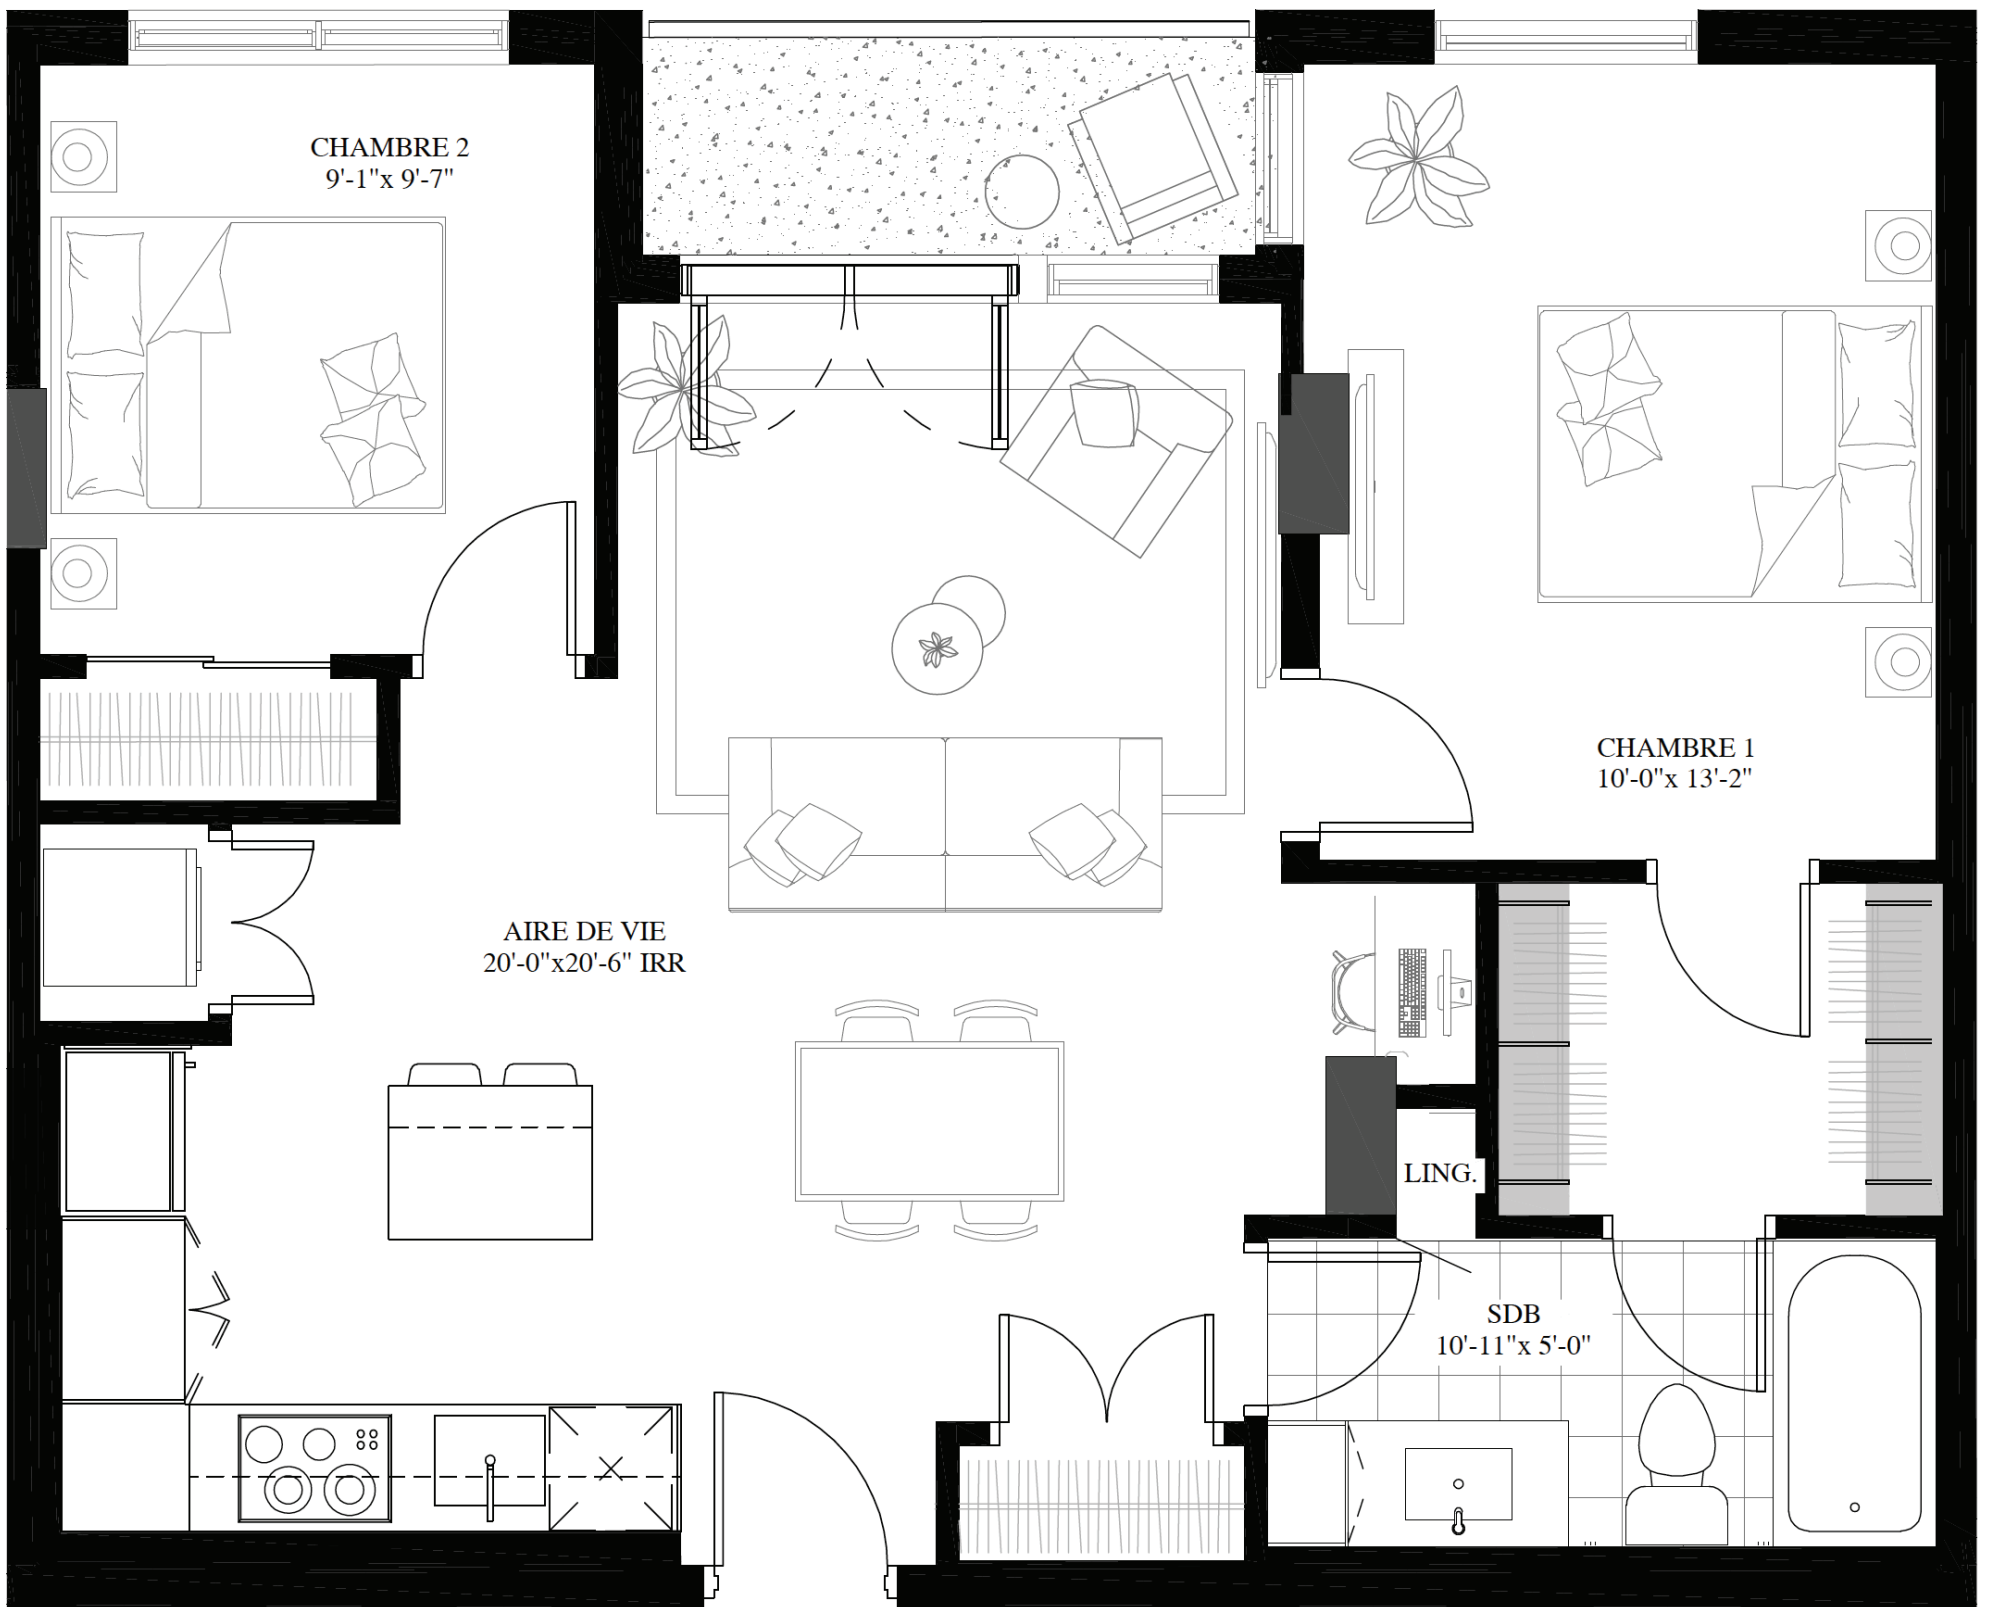 CHAMBRE 2
9'-1"x 9'-7"
CHAMBRE 1
10'-0"x 13'-2"
AIRE DE VIE
20'-0"x20'-6" IRR
LING.
SDB
10'-11"x 5'-0"